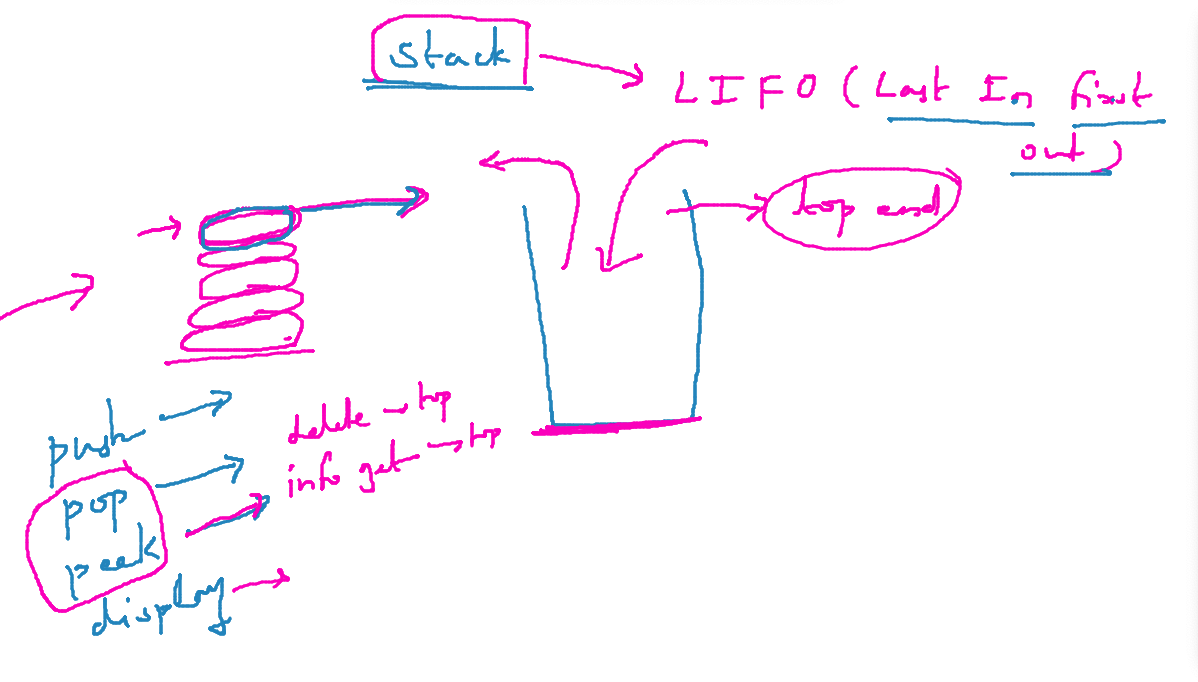 Stack
LIFO (Last In first
out)
top end
push
pop
peek
display
delete → top
info get → top